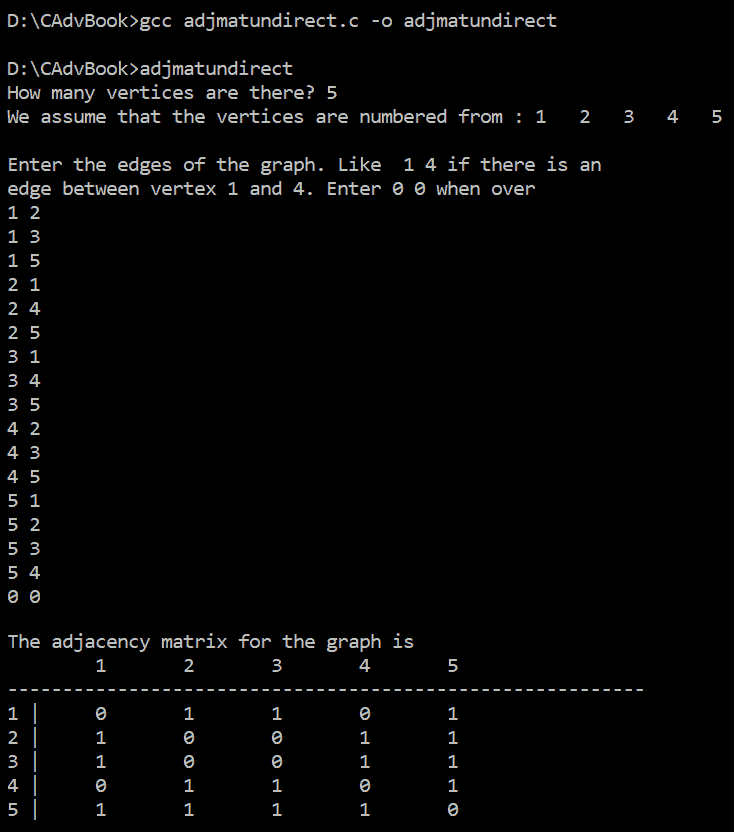 D:\CAdvBook>gcc adjmatundirect.c -o adjmatundirect
D:\CAdvBook>adjmatundirect
How many vertices are there? 5
We assume that the vertices are numbered from : 1   2   3   4   5
Enter the edges of the graph. Like  1 4 if there is an
edge between vertex 1 and 4. Enter 0 0 when over
1 2
1 3
1 5
2 1
2 4
2 5
3 1
3 4
3 5
4 2
4 3
4 5
5 1
5 2
5 3
5 4
0 0
The adjacency matrix for the graph is
        1       2       3       4       5
----------------------------------------------------------
1 |     0       1       1       0       1
2 |     1       0       0       1       1
3 |     1       0       0       1       1
4 |     0       1       1       0       1
5 |     1       1       1       1       0